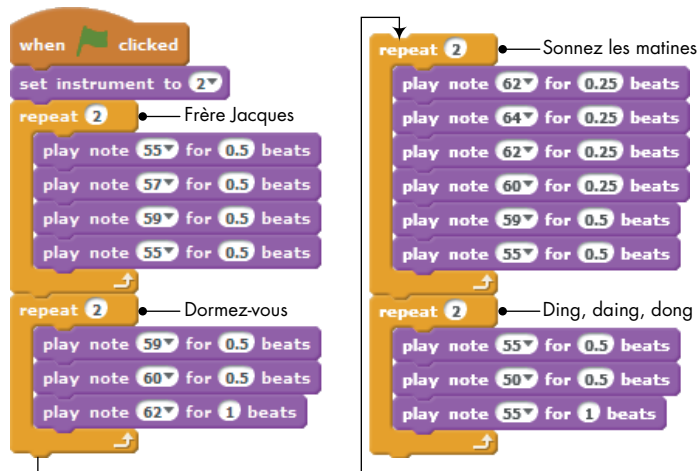 when clicked
set instrument to 2
repeat 2
Frère Jacques
play note 55 for 0.5 beats
play note 57 for 0.5 beats
play note 59 for 0.5 beats
play note 55 for 0.5 beats
repeat 2
Dormez-vous
play note 59 for 0.5 beats
play note 60 for 0.5 beats
play note 62 for 1 beats
repeat 2
Sonnez les matines
play note 62 for 0.25 beats
play note 64 for 0.25 beats
play note 62 for 0.25 beats
play note 60 for 0.25 beats
play note 59 for 0.5 beats
play note 55 for 0.5 beats
repeat 2
Ding, daing, dong
play note 55 for 0.5 beats
play note 50 for 0.5 beats
play note 55 for 1 beats